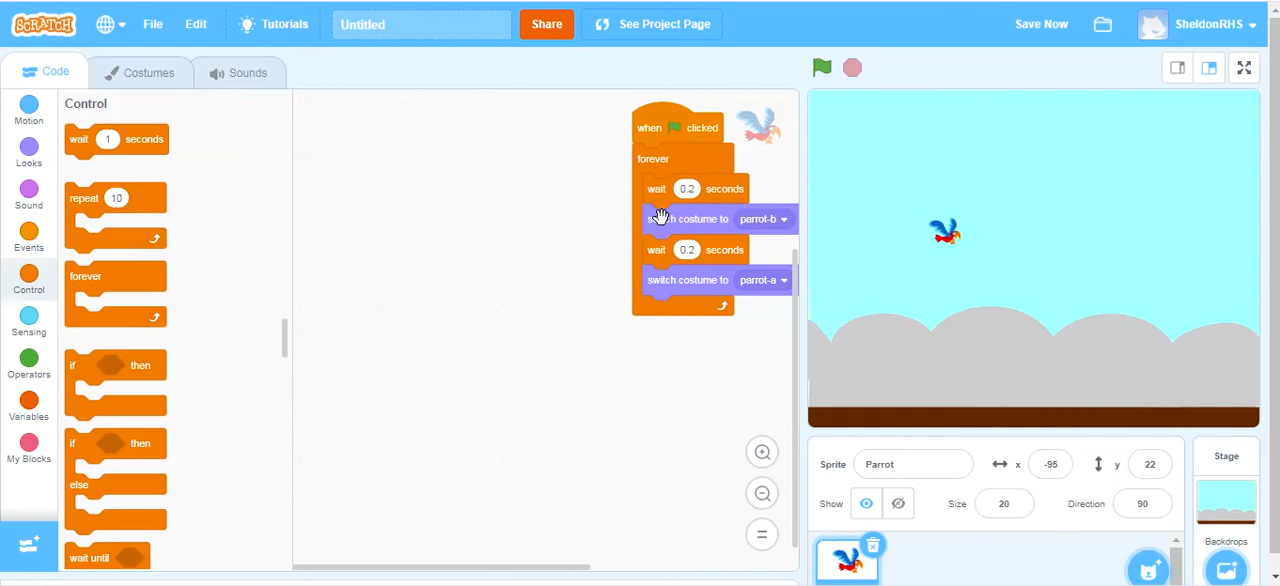 SCRATCH File Edit Tutorials Untitled Share See Project Page Save Now SheldonRHS
Code Costumes Sounds
Motion
Looks
Sound
Events
Control
Sensing
Operators
Variables
My Blocks
Control
wait 1 seconds
repeat 10
forever
if then
if then
else
wait until
when clicked
forever
wait 0.2 seconds
costume to parrot-b
wait 0.2 seconds
switch costume to parrot-a
Sprite Parrot x -95 y 22
Show Size 20 Direction 90
Stage
Backdrops